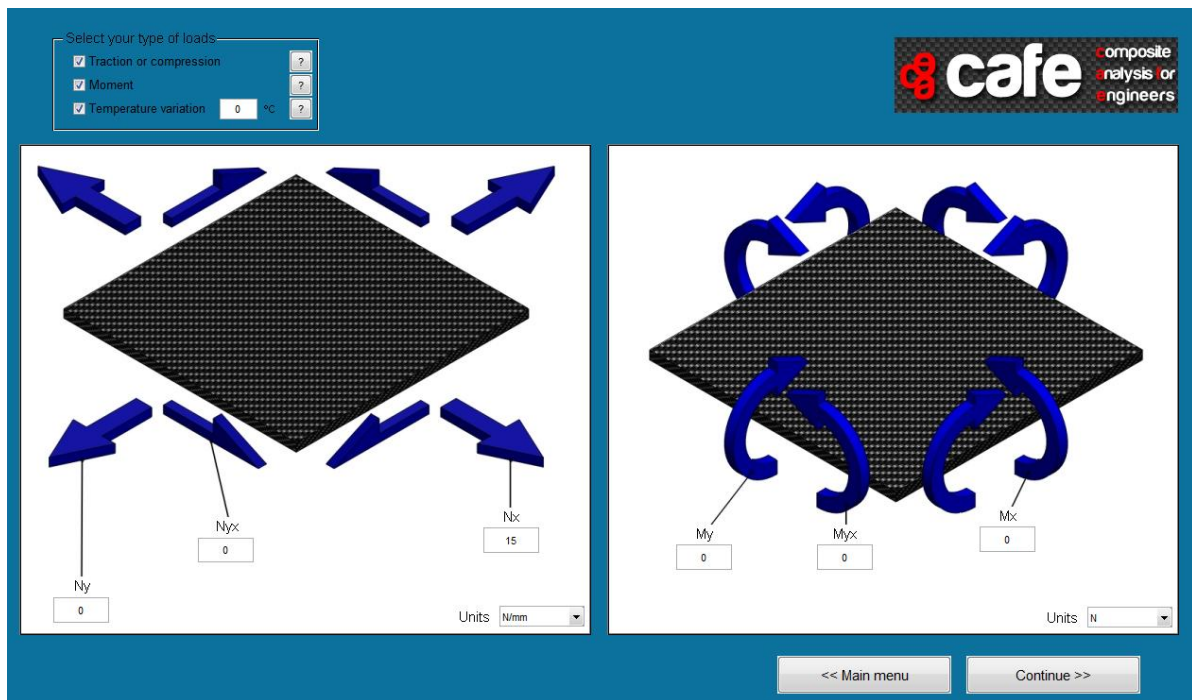 Select your type of loads
Traction or compression ?
Moment ?
Temperature variation 0 ºC ?
cafe
composite
analysis for
engineers
Nyx
0
Nx
15
Ny
0
Units N/mm
My
0
Myx
0
Mx
0
Units N
<< Main menu
Continue >>